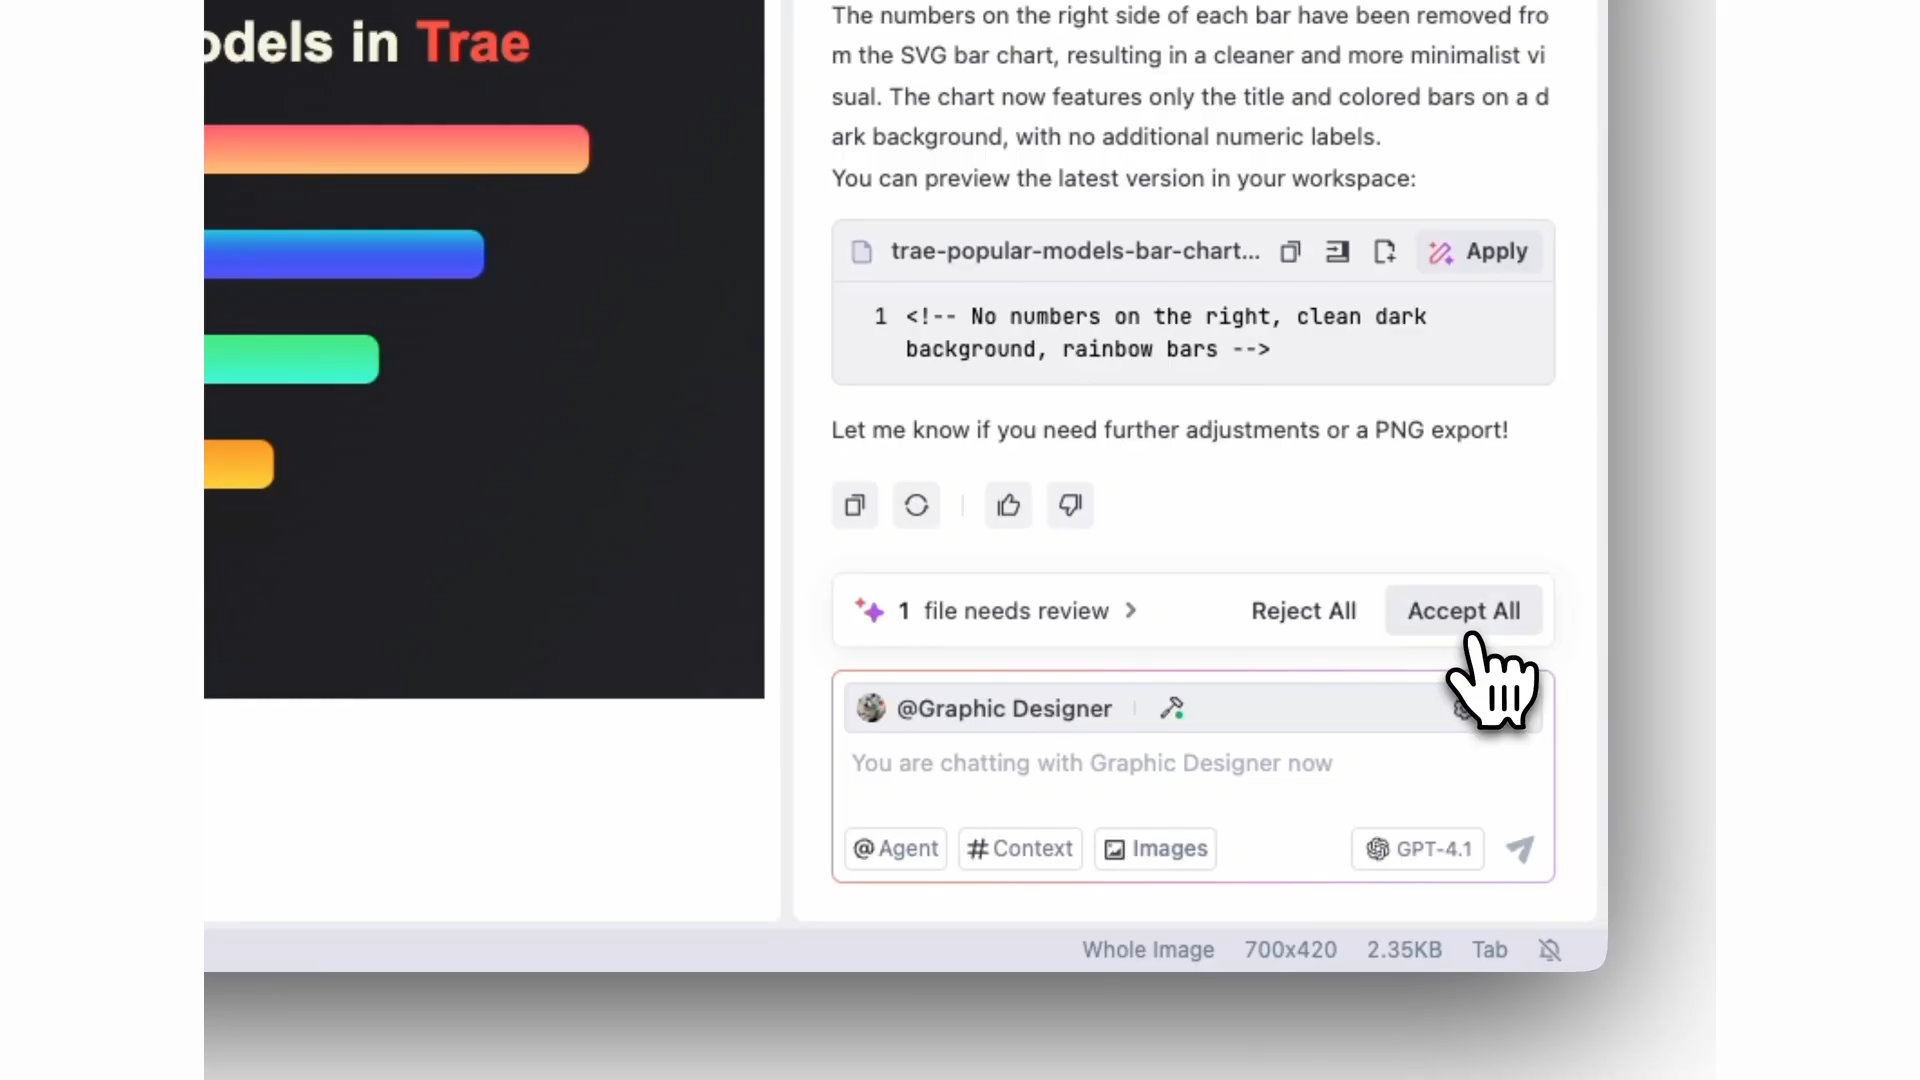 odels in Trae
The numbers on the right side of each bar have been removed fro
m the SVG bar chart, resulting in a cleaner and more minimalist vi
sual. The chart now features only the title and colored bars on a d
ark background, with no additional numeric labels.
You can preview the latest version in your workspace:
trae-popular-models-bar-chart...
Apply
1 <!-- No numbers on the right, clean dark
background, rainbow bars -->
Let me know if you need further adjustments or a PNG export!
1 file needs review > Reject All Accept All
@Graphic Designer
You are chatting with Graphic Designer now
@ Agent # Context Images GPT-4.1
Whole Image 700x420 2.35KB Tab